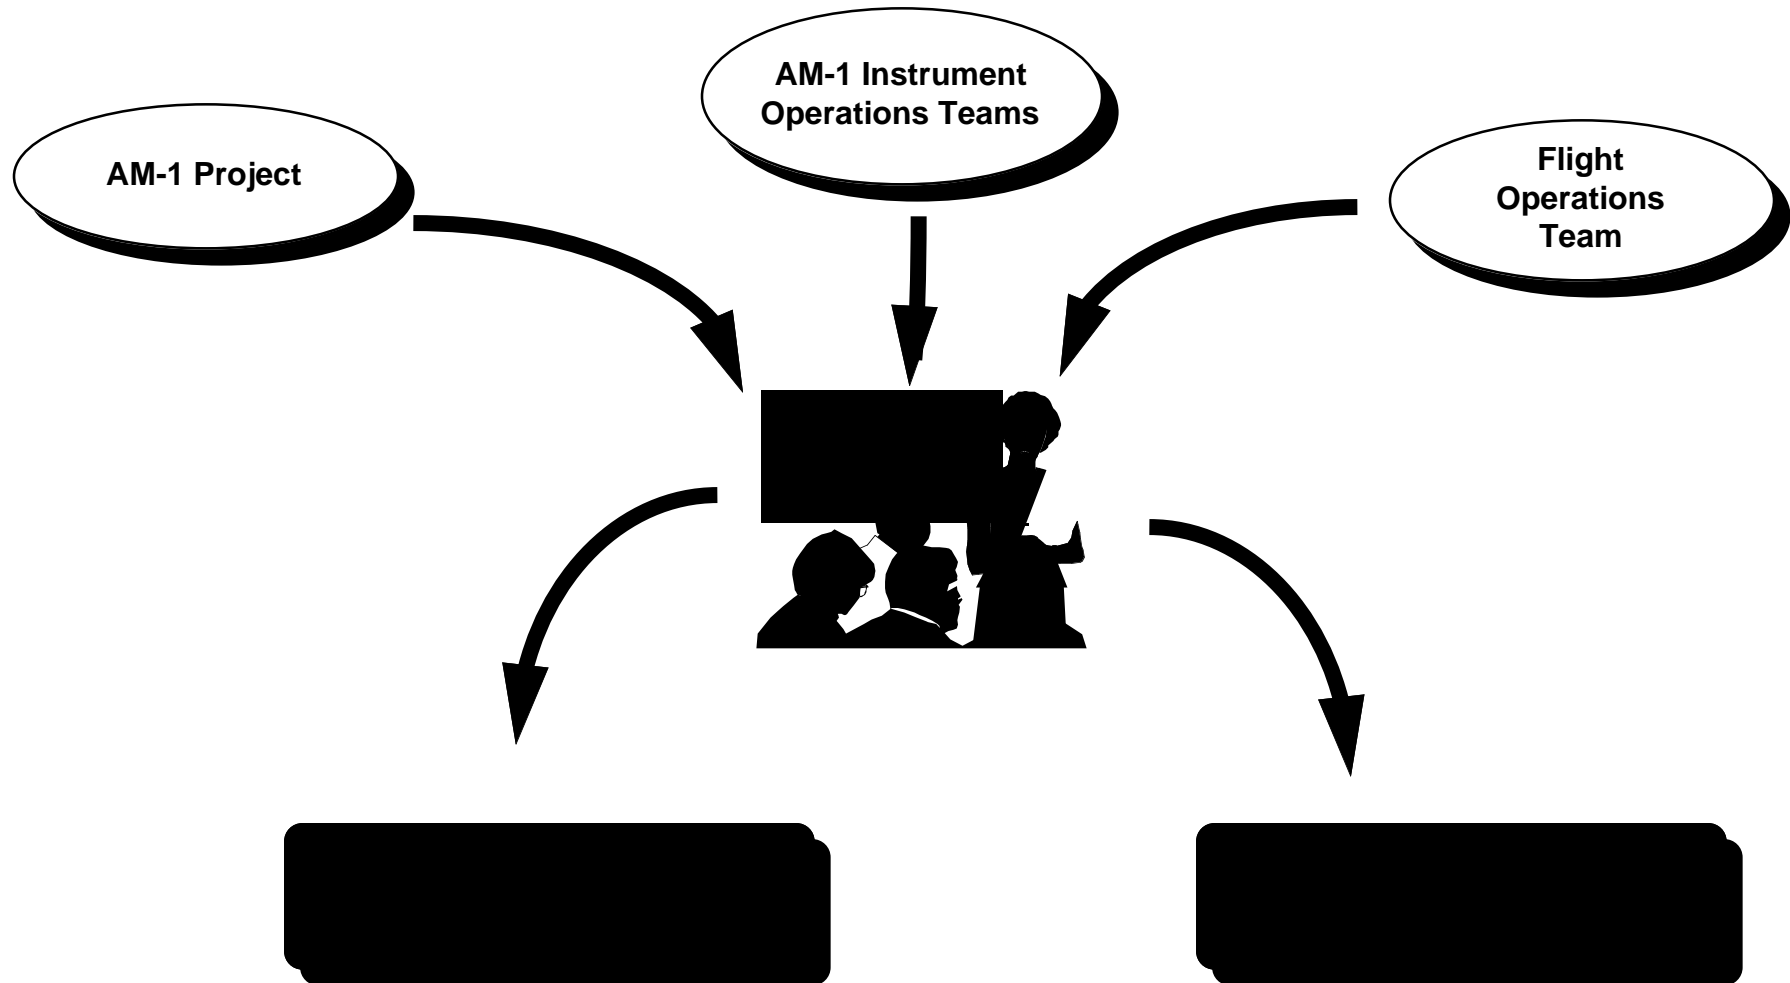 AM-1 Project
AM-1 Instrument
Operations Teams
Flight
Operations
Team